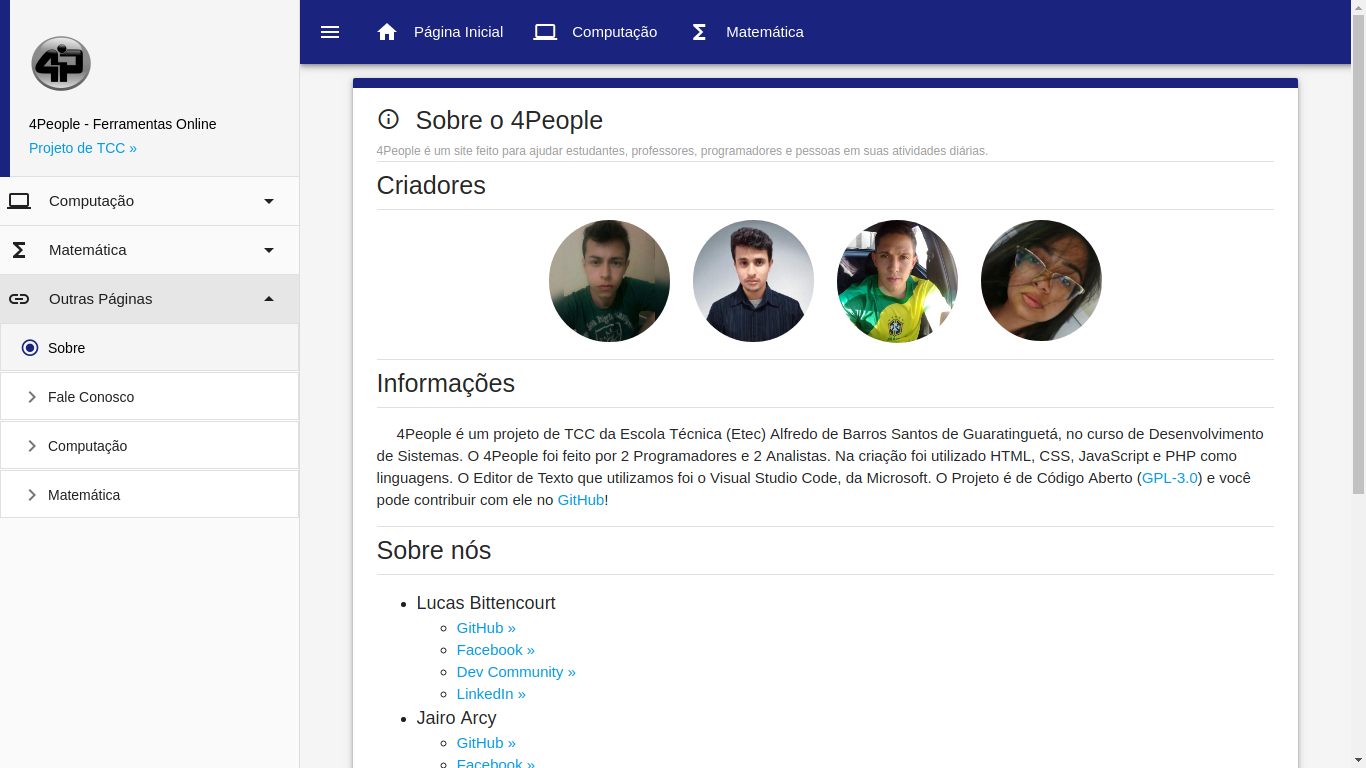 4P
4People - Ferramentas Online
Projeto de TCC »
Computação
Matemática
Outras Páginas
Sobre
Fale Conosco
Computação
Matemática
Página Inicial
Computação
Matemática
Sobre o 4People
4People é um site feito para ajudar estudantes, professores, programadores e pessoas em suas atividades diárias.
Criadores
Informações
4People é um projeto de TCC da Escola Técnica (Etec) Alfredo de Barros Santos de Guaratinguetá, no curso de Desenvolvimento
de Sistemas. O 4People foi feito por 2 Programadores e 2 Analistas. Na criação foi utilizado HTML, CSS, JavaScript e PHP como
linguagens. O Editor de Texto que utilizamos foi o Visual Studio Code, da Microsoft. O Projeto é de Código Aberto (GPL-3.0) e você
pode contribuir com ele no GitHub!
Sobre nós
Lucas Bittencourt
GitHub »
Facebook »
Dev Community »
LinkedIn »
Jairo Arcy
GitHub »
Facebook »